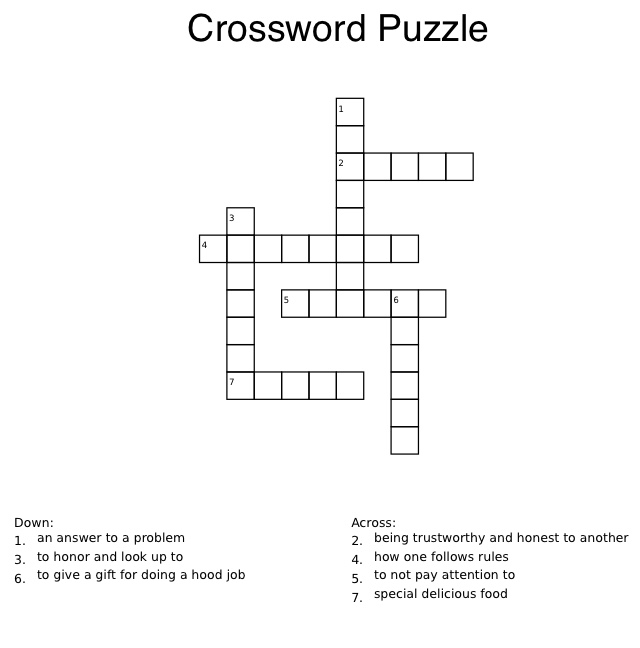 Crossword Puzzle
1
2
3
4
5
6
7
Down:
1. an answer to a problem
3. to honor and look up to
6. to give a gift for doing a hood job
Across:
2. being trustworthy and honest to another
4. how one follows rules
5. to not pay attention to
7. special delicious food